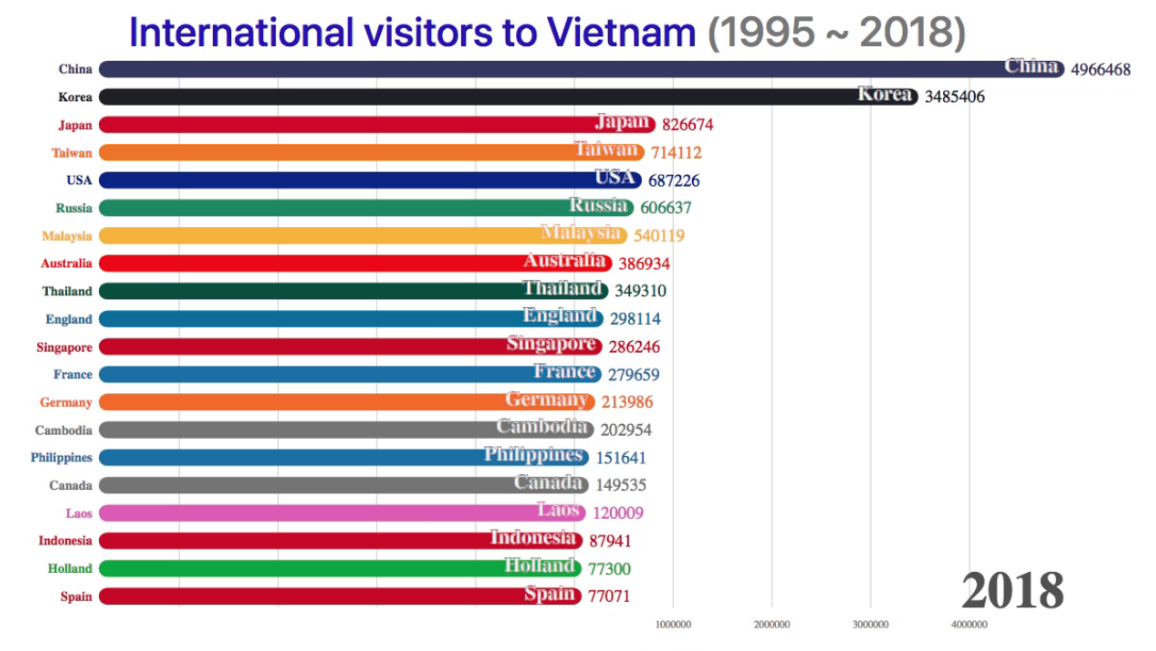 International visitors to Vietnam (1995 ~ 2018)
China China 4966468
Korea Korea 3485406
Japan Japan 826674
Taiwan Taiwan 714112
USA USA 687226
Russia Russia 606637
Malaysia Malaysia 540119
Australia Australia 386934
Thailand Thailand 349310
England England 298114
Singapore Singapore 286246
France France 279659
Germany Germany 213986
Cambodia Cambodia 202954
Philippines Philippines 151641
Canada Canada 149535
Laos Laos 120009
Indonesia Indonesia 87941
Holland Holland 77300
Spain Spain 77071
2018
1000000 2000000 3000000 4000000